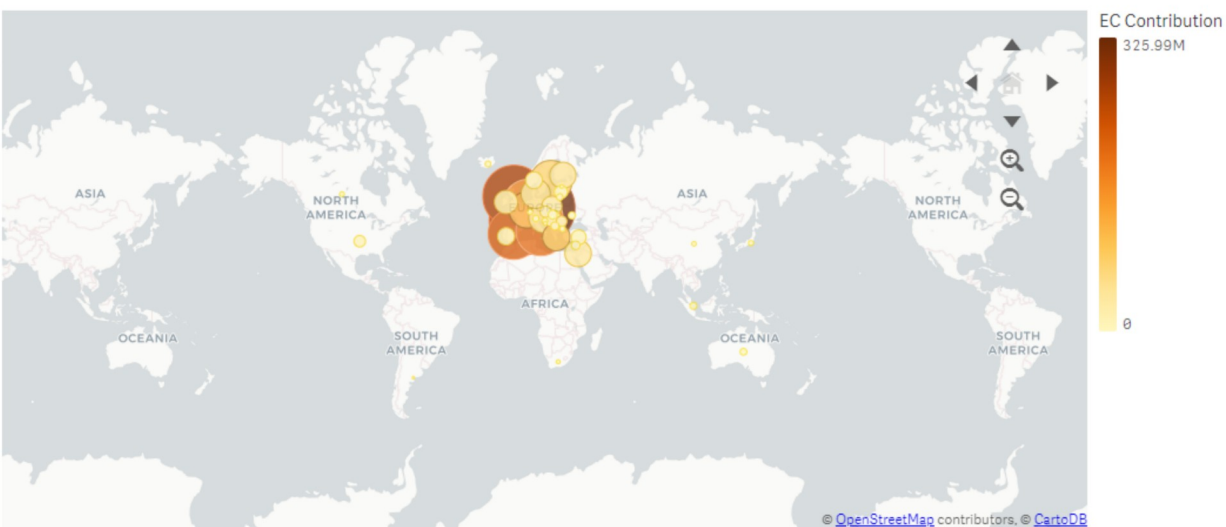 EC Contribution
325.99M
0
ASIA
NORTH
AMERICA
EUROPE
ASIA
NORTH
AMERICA
AFRICA
OCEANIA
SOUTH
AMERICA
OCEANIA
SOUTH
AMERICA
© OpenStreetMap contributors, © CartoDB